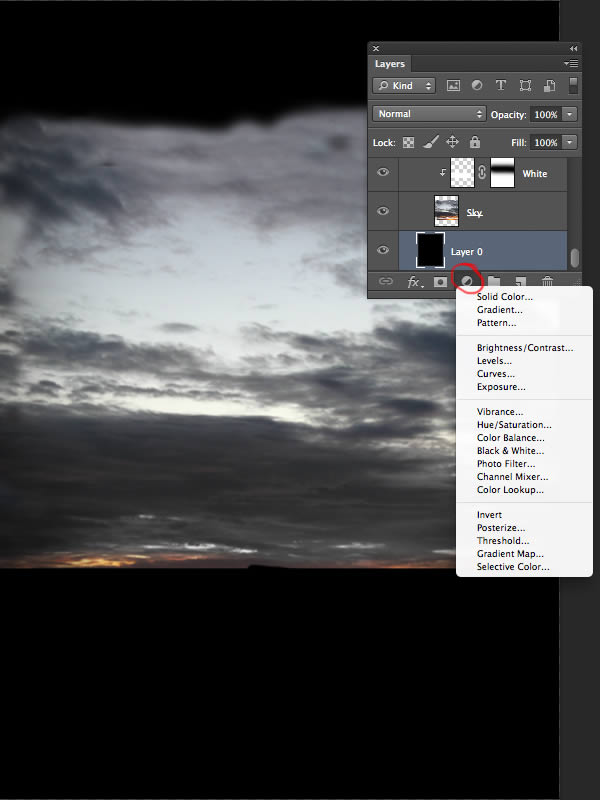 Layers
Kind
T
Normal Opacity: 100%
Lock: Fill: 100%
White
Sky
Layer 0
fx
Solid Color...
Gradient...
Pattern...
Brightness/Contrast...
Levels...
Curves...
Exposure...
Vibrance...
Hue/Saturation...
Color Balance...
Black & White...
Photo Filter...
Channel Mixer...
Color Lookup...
Invert
Posterize...
Threshold...
Gradient Map...
Selective Color...